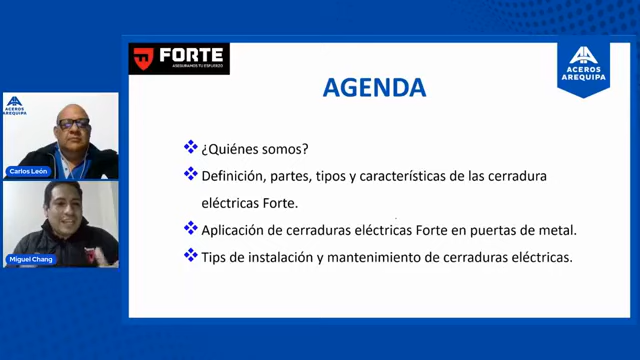 FORTE
ASEGURAMOS TU ESFUERZO
ACEROS
AREQUIPA
AGENDA
¿Quiénes somos?
Definición, partes, tipos y características de las cerradura
eléctricas Forte.
Aplicación de cerraduras eléctricas Forte en puertas de metal.
Tips de instalación y mantenimiento de cerraduras eléctricas.
ACEROS
AREQUIPA
Carlos León
Miguel Chang